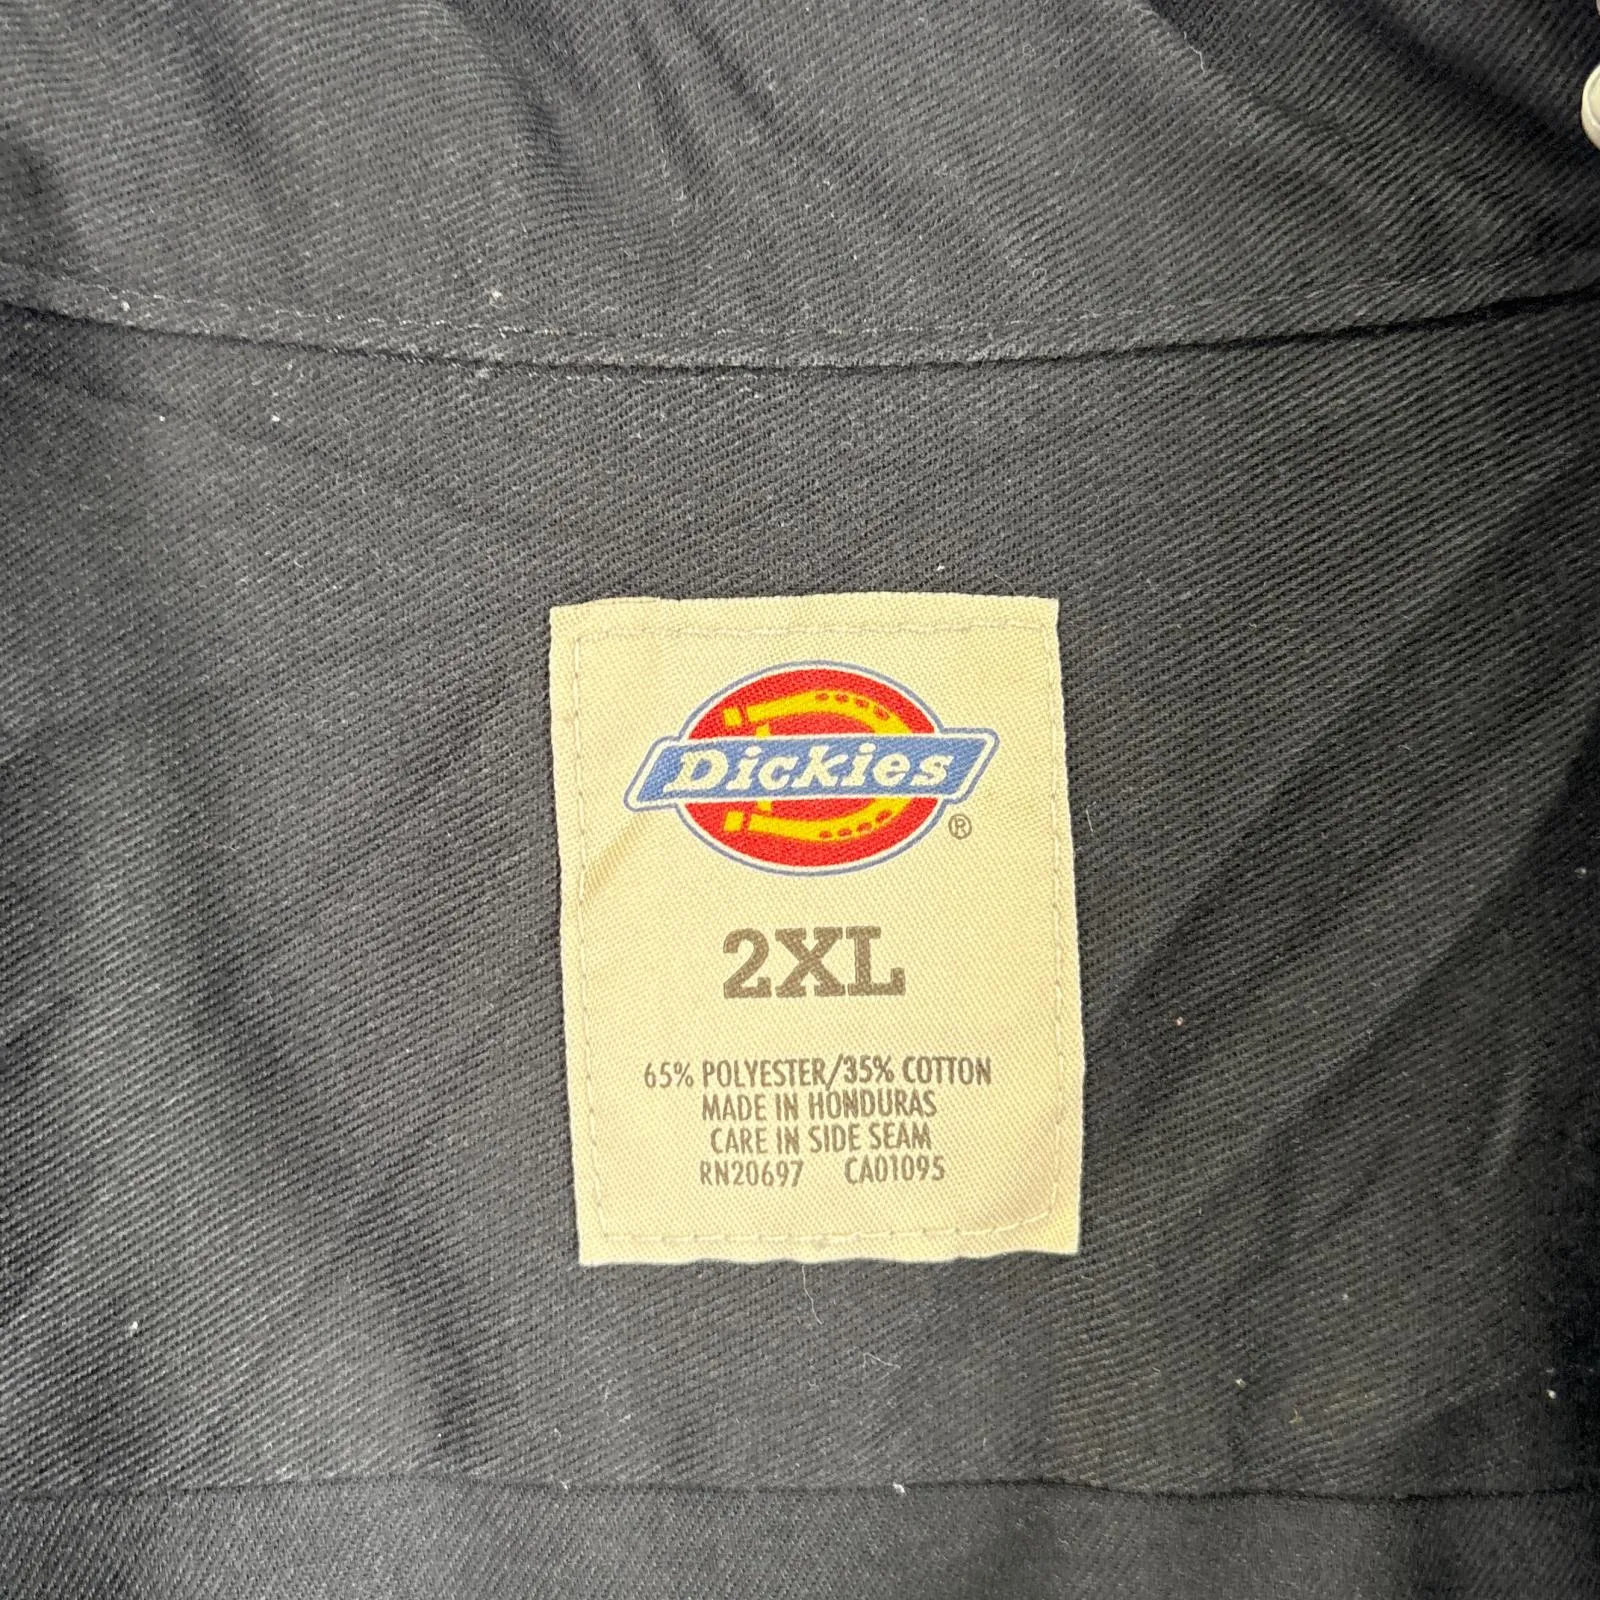 Dickies
®
2XL
65% POLYESTER/35% COTTON
MADE IN HONDURAS
CARE IN SIDE SEAM
RN20697 CA01095